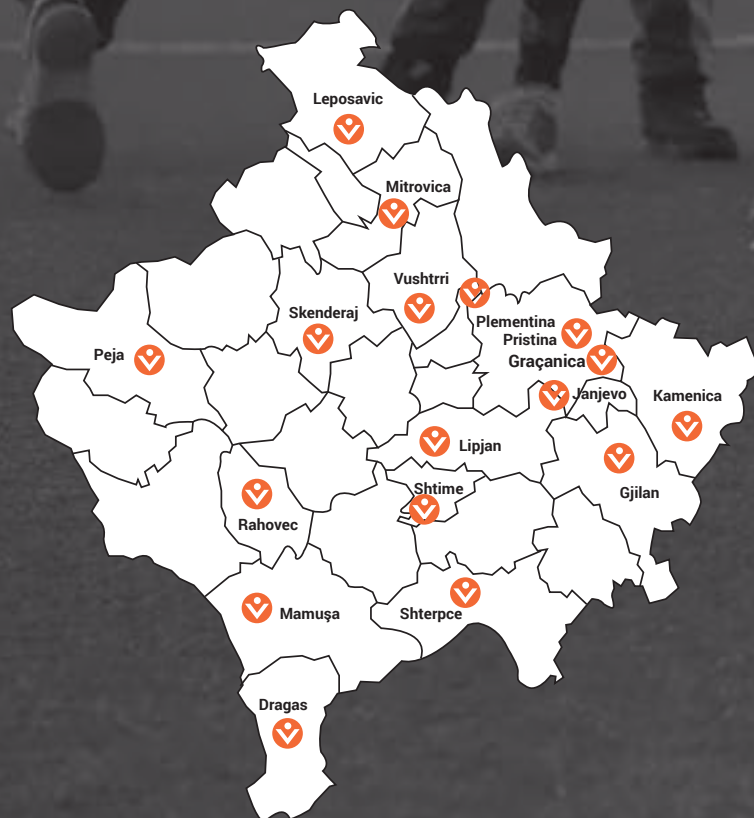 Leposavic
Mitrovica
Vushtrri
Skenderaj
Plementina
Pristina
Peja
Graçanica
Janjevo
Kamenica
Lipjan
Shtime
Gjilan
Rahovec
Mamuşa
Shterpce
Dragas